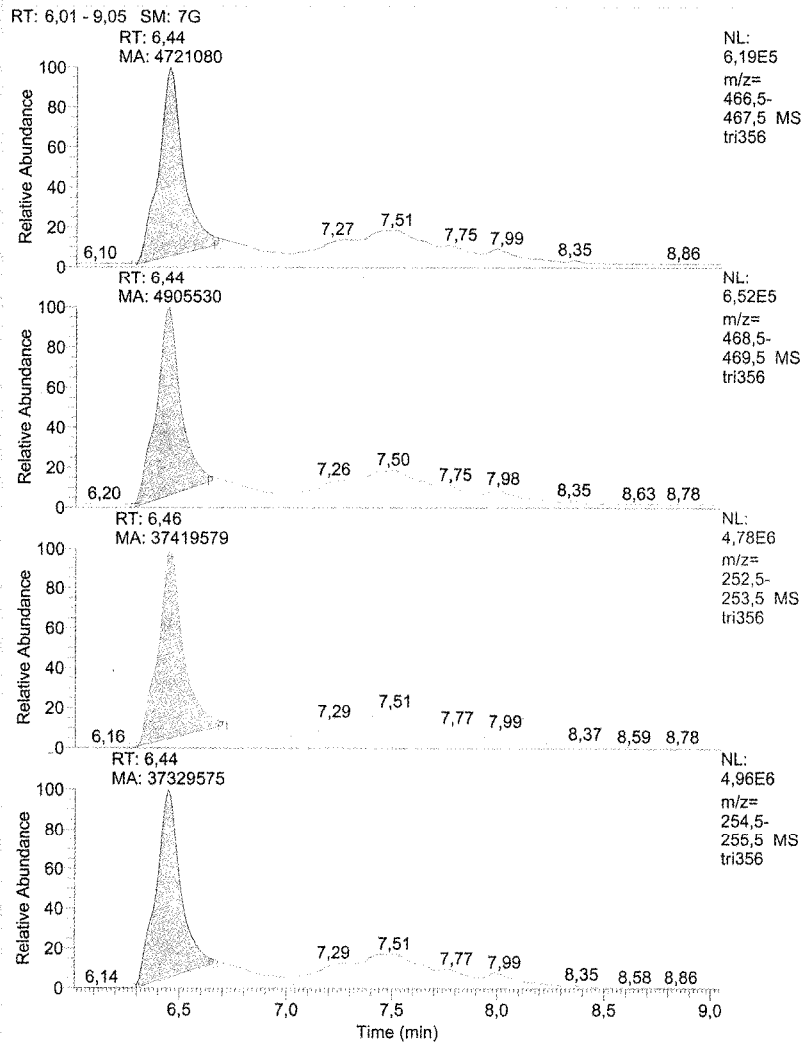 RT: 6,01 - 9,05 SM: 7G
RT: 6,44
MA: 4721080
NL:
6,19E5
m/z=
466,5-
467,5 MS
tri356
Relative Abundance
100
80
60
40
20
0
6,10
7,27
7,51
7,75
7,99
8,35
8,86
RT: 6,44
MA: 4905530
NL:
6,52E5
m/z=
468,5-
469,5 MS
tri356
Relative Abundance
100
80
60
40
20
0
6,20
7,26
7,50
7,75
7,98
8,35
8,63
8,78
RT: 6,46
MA: 37419579
NL:
4,78E6
m/z=
252,5-
253,5 MS
tri356
Relative Abundance
100
80
60
40
20
0
6,16
7,29
7,51
7,77
7,99
8,37
8,59
8,78
RT: 6,44
MA: 37329575
NL:
4,96E6
m/z=
254,5-
255,5 MS
tri356
Relative Abundance
100
80
60
40
20
0
6,14
7,29
7,51
7,77
7,99
8,35
8,58
8,86
6,5
7,0
7,5
8,0
8,5
9,0
Time (min)